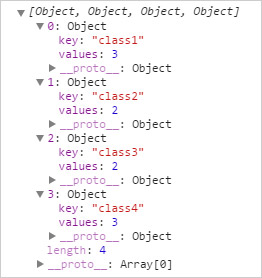 ▼[Object, Object, Object, Object]
▼0: Object
key: "class1"
values: 3
▶__proto__: Object
▼1: Object
key: "class2"
values: 2
▶__proto__: Object
▼2: Object
key: "class3"
values: 2
▶__proto__: Object
▼3: Object
key: "class4"
values: 3
▶__proto__: Object
length: 4
▶__proto__: Array[0]